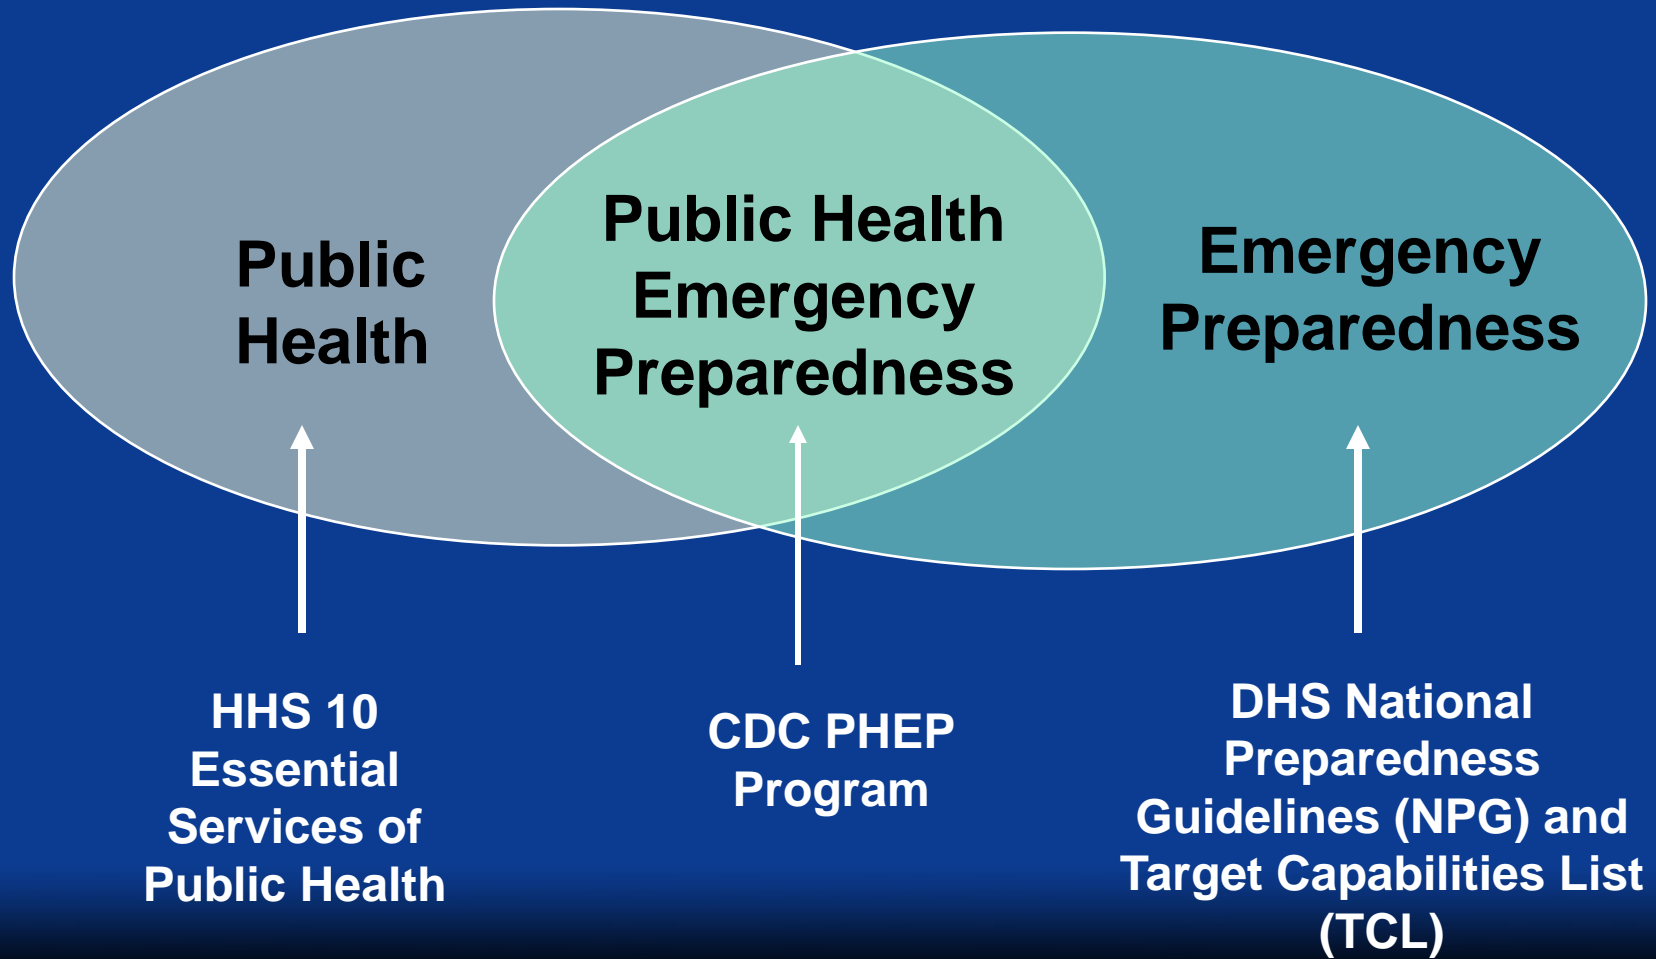 Public
Health
Public Health
Emergency
Preparedness
Emergency
Preparedness
HHS 10
Essential
Services of
Public Health
CDC PHEP
Program
DHS National
Preparedness
Guidelines (NPG) and
Target Capabilities List
(TCL)